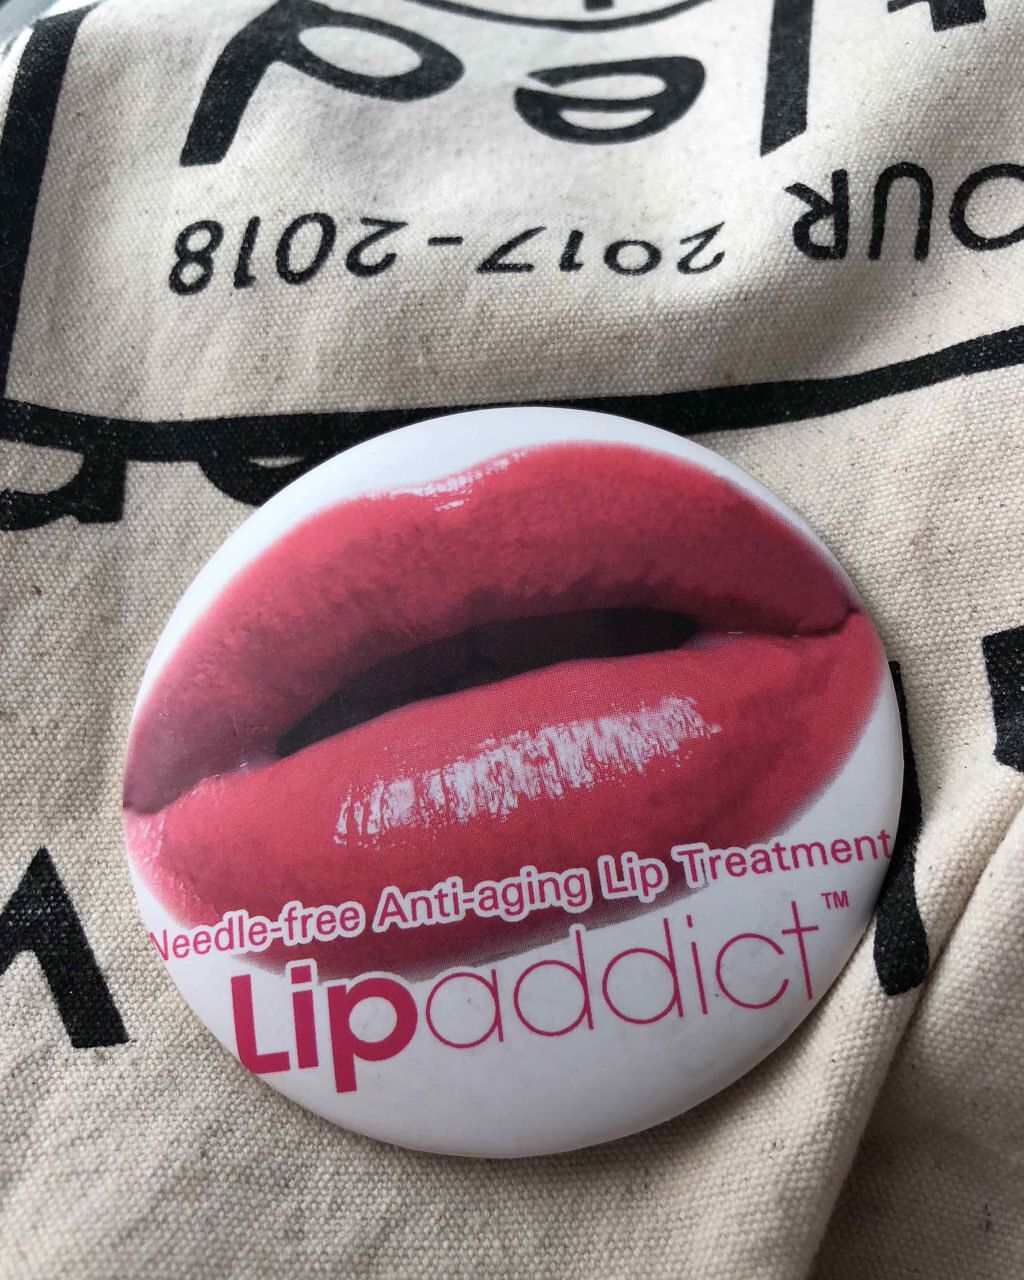 OUR 2017-2018
Needle-free Anti-aging Lip Treatment
Lipaddict™